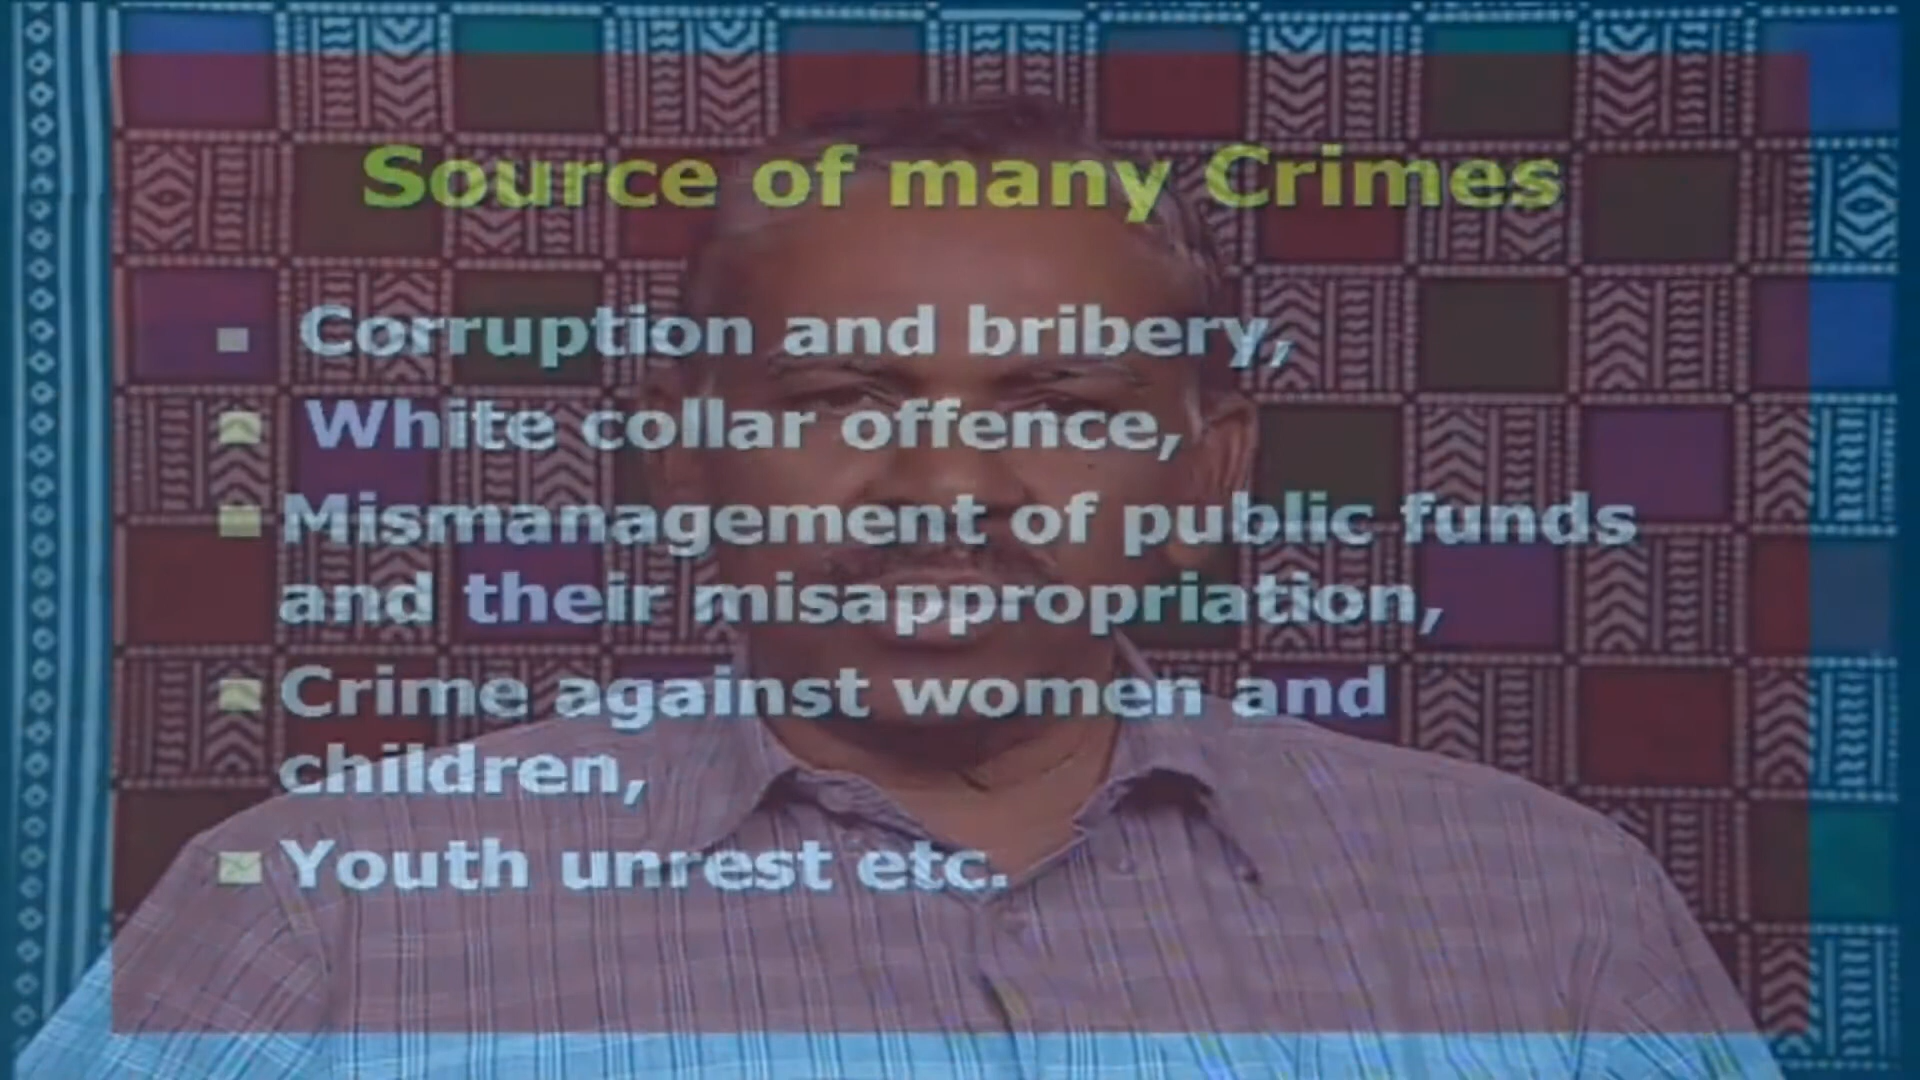 Source of many Crimes
Corruption and bribery,
White collar offence,
Mismanagement of public funds
and their misappropriation,
Crime against women and
children,
Youth unrest etc.